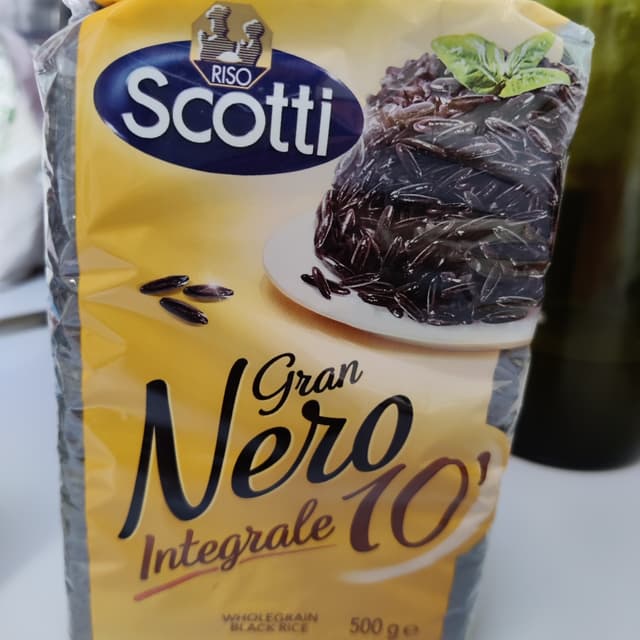 RISO
Scotti
Gran
Nero
Integrale 10'
WHOLEGRAIN
BLACK RICE
500 g ℮